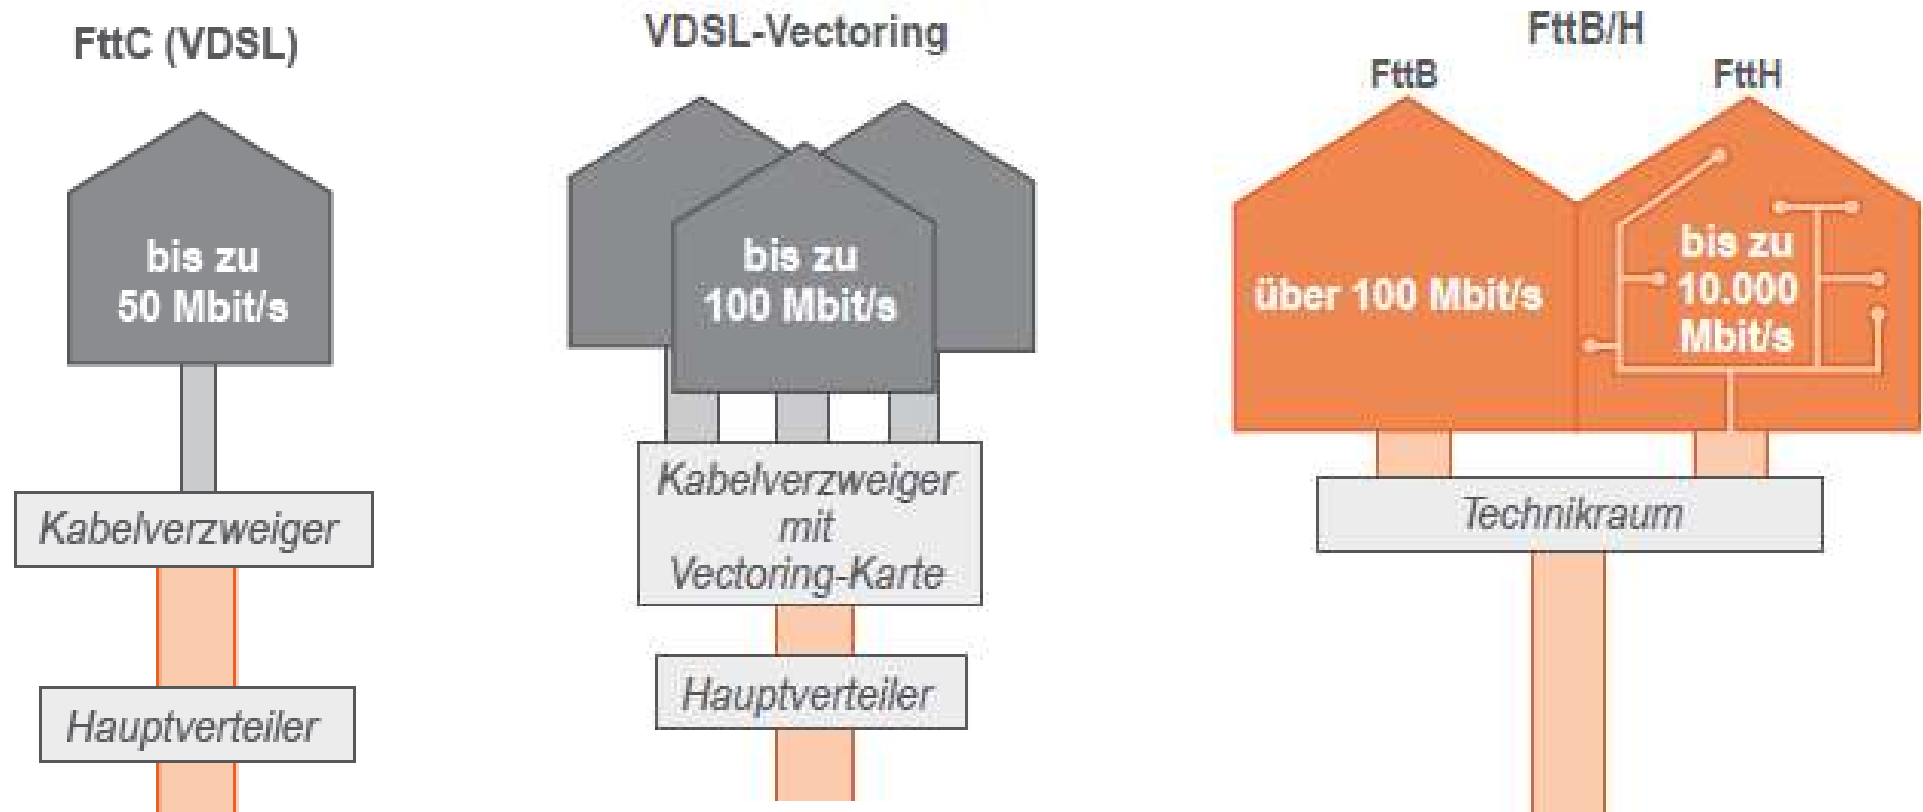 FttC (VDSL)
bis zu
50 Mbit/s
Kabelverzweiger
Hauptverteiler
VDSL-Vectoring
bis zu
100 Mbit/s
Kabelverzweiger
mit
Vectoring-Karte
Hauptverteiler
FttB/H
FttB
FttH
über 100 Mbit/s
bis zu
10.000
Mbit/s
Technikraum